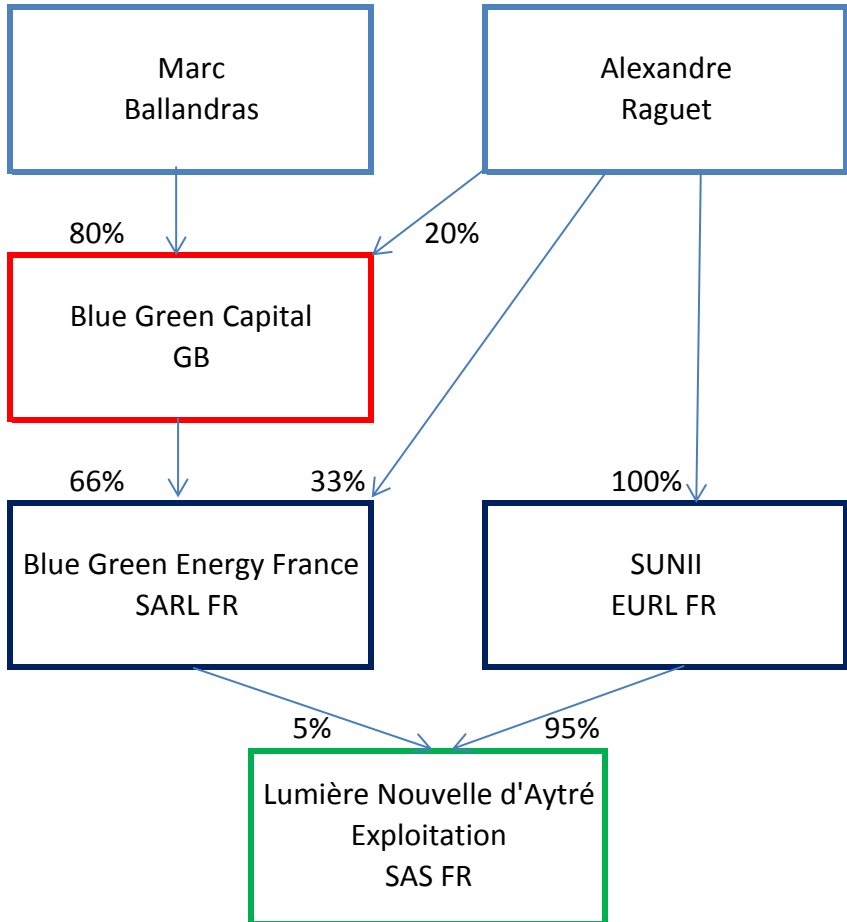 Marc
Ballandras
Alexandre
Raguet
80%
20%
Blue Green Capital
GB
66%
33%
100%
Blue Green Energy France
SARL FR
SUNII
EURL FR
5%
95%
Lumière Nouvelle d'Aytré
Exploitation
SAS FR